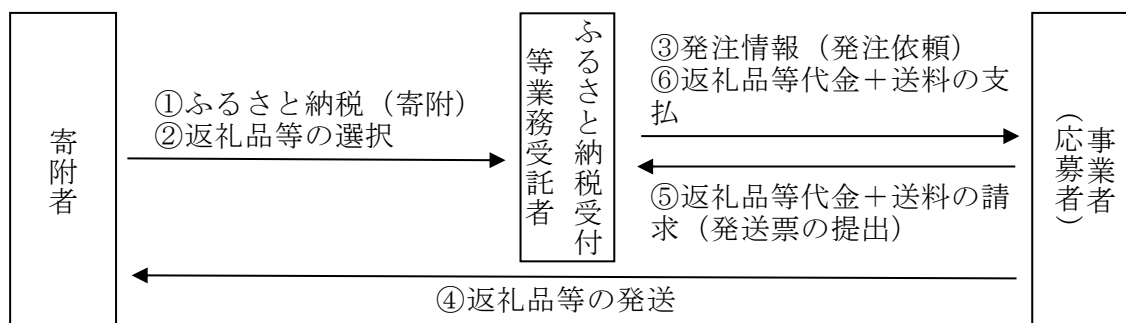 寄附者
①ふるさと納税（寄附）
②返礼品等の選択
ふるさと納税受付
等業務受託者
③発注情報（発注依頼）
⑥返礼品等代金＋送料の支
払
⑤返礼品等代金＋送料の請
求（発送票の提出）
事業者
（応募者）
④返礼品等の発送